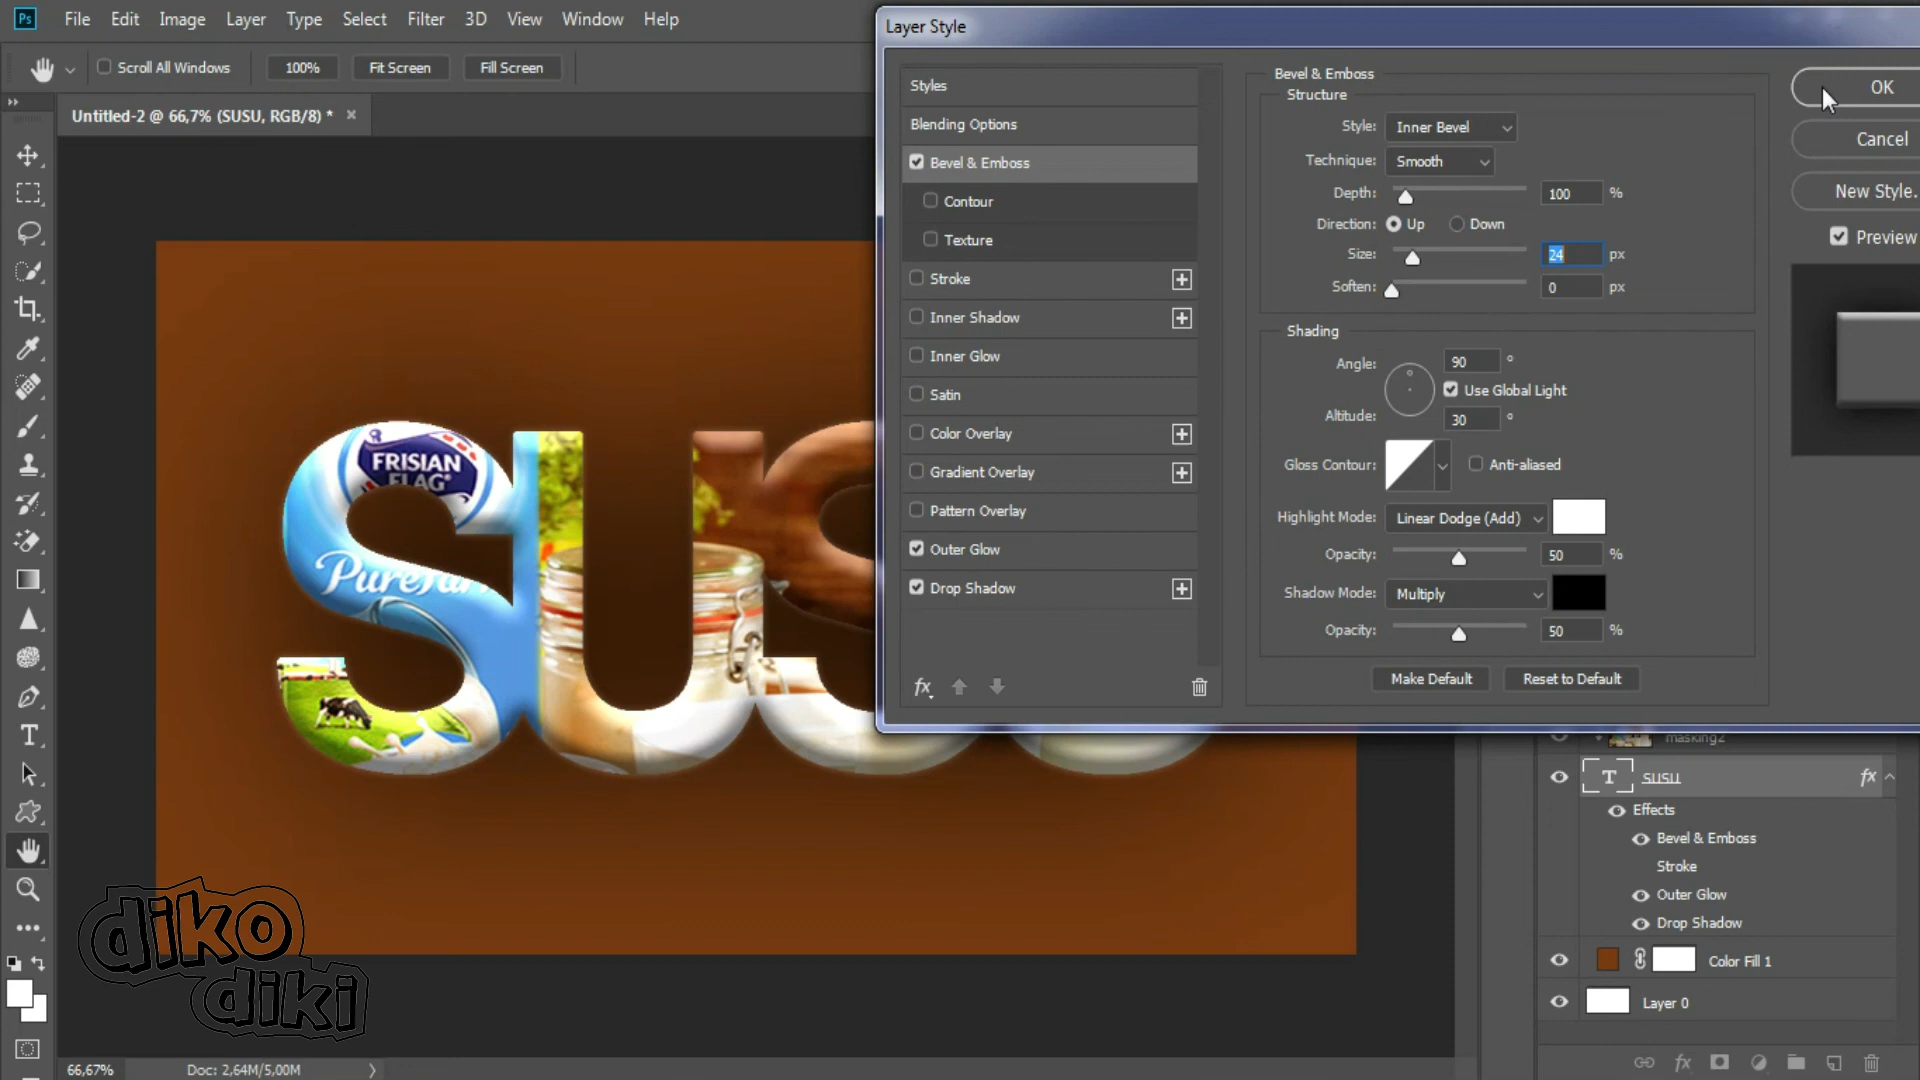 Ps File Edit Image Layer Type Select Filter 3D View Window Help
Layer Style
Scroll All Windows 100% Fit Screen Fill Screen
Untitled-2 @ 66,7% (SUSU, RGB/8) * ×
Styles
Blending Options
Bevel & Emboss
Contour
Texture
Stroke
Inner Shadow
Inner Glow
Satin
Color Overlay
Gradient Overlay
Pattern Overlay
Outer Glow
Drop Shadow
fx
Bevel & Emboss
Structure
Style: Inner Bevel
Technique: Smooth
Depth: 100 %
Direction: Up Down
Size: 24 px
Soften: 0 px
Shading
Angle: 90 °
Use Global Light
Altitude: 30 °
Gloss Contour: Anti-aliased
Highlight Mode: Linear Dodge (Add)
Opacity: 50 %
Shadow Mode: Multiply
Opacity: 50 %
Make Default Reset to Default
OK
Cancel
New Style.
Preview
FRISIAN
FLAG
masking2
T SUSU fx
Effects
Bevel & Emboss
Stroke
Outer Glow
Drop Shadow
Color Fill 1
Layer 0
fx
diko
diki
66,67% Doc: 2,64M/5,00M